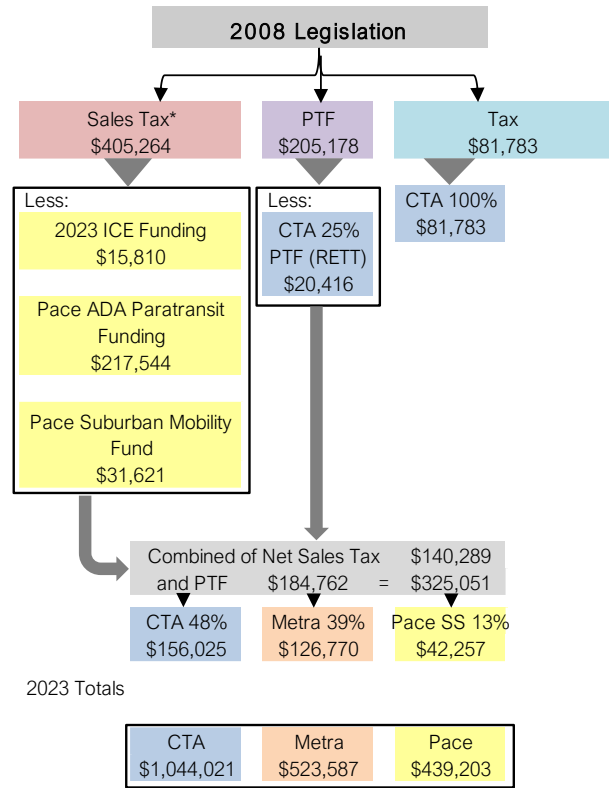 2008 Legislation
Sales Tax*
$405,264
PTF
$205,178
Tax
$81,783
Less:
2023 ICE Funding
$15,810
Pace ADA Paratransit
Funding
$217,544
Pace Suburban Mobility
Fund
$31,621
Less:
CTA 25%
PTF (RETT)
$20,416
CTA 100%
$81,783
Combined of Net Sales Tax $140,289
and PTF $184,762 = $325,051
CTA 48%
$156,025
Metra 39%
$126,770
Pace SS 13%
$42,257
2023 Totals
CTA
$1,044,021
Metra
$523,587
Pace
$439,203